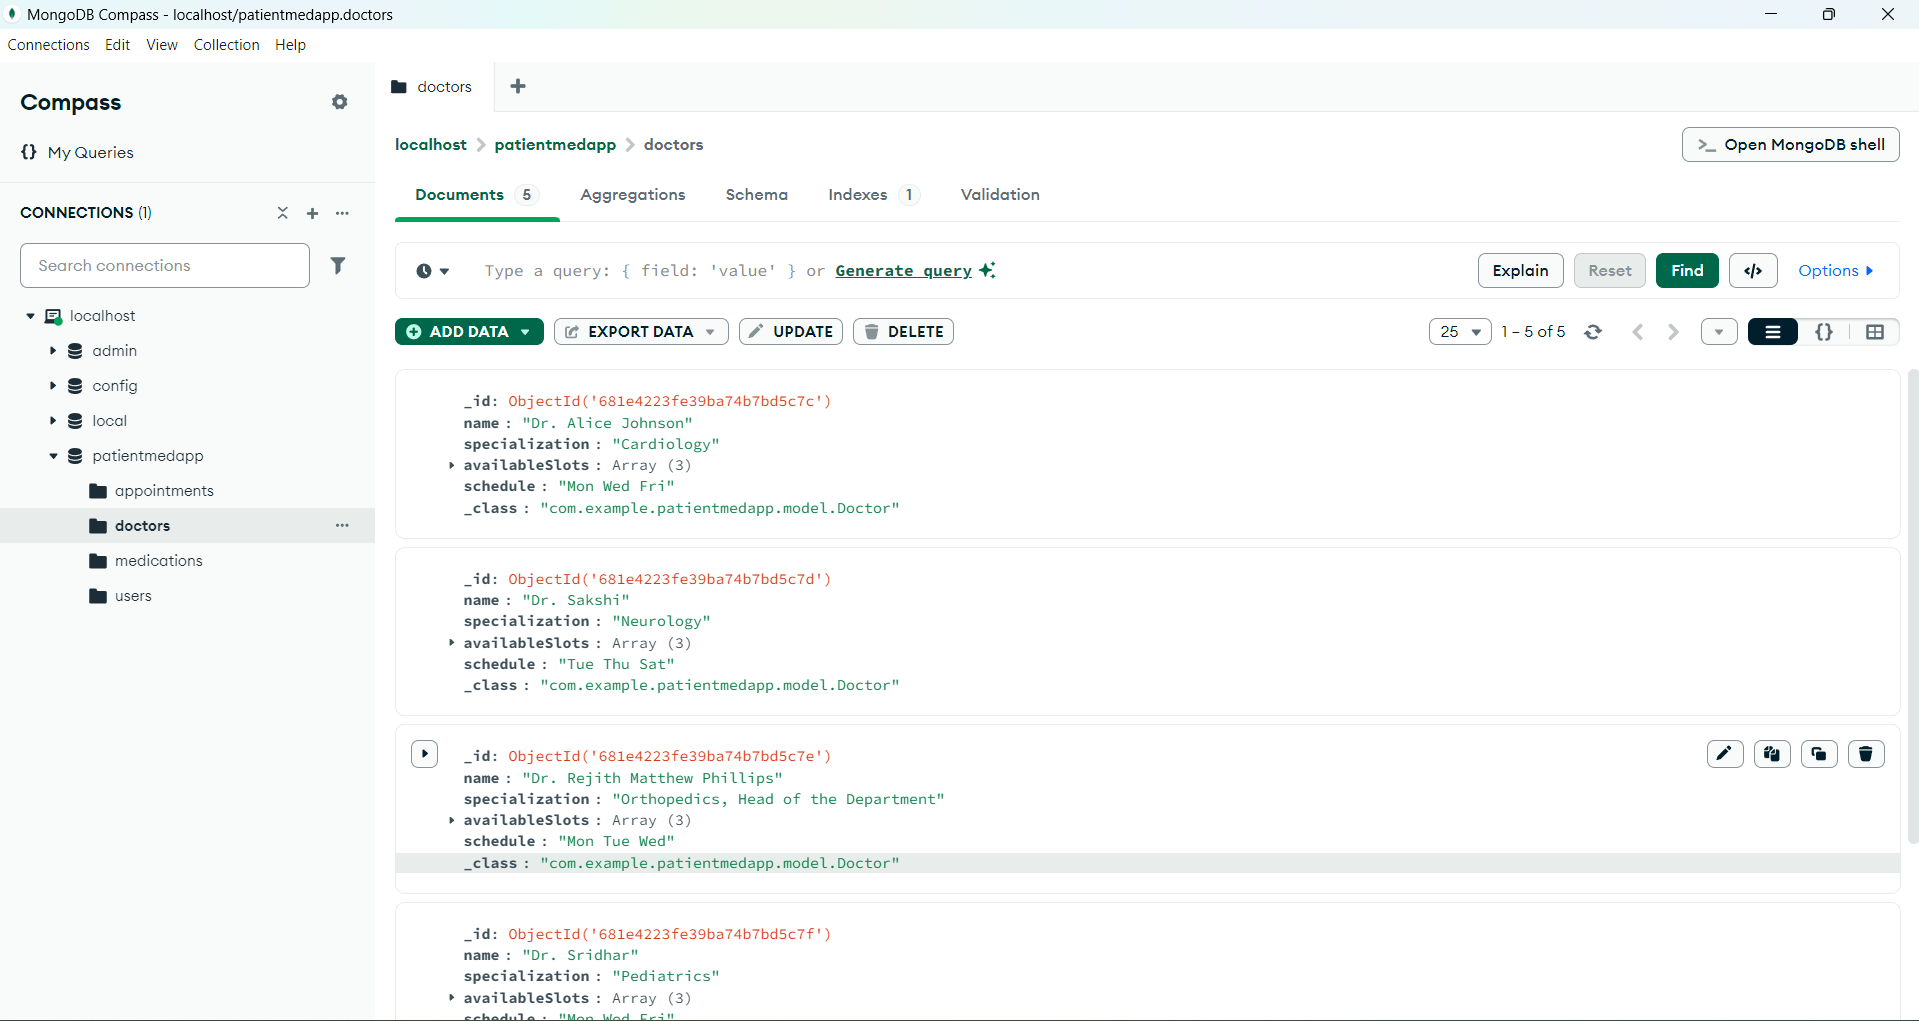 MongoDB Compass - localhost/patientmedapp.doctors
Connections Edit View Collection Help
Compass
{} My Queries
CONNECTIONS (1)
Search connections
localhost
admin
config
local
patientmedapp
appointments
doctors
medications
users
doctors
localhost > patientmedapp > doctors
>_ Open MongoDB shell
Documents 5 Aggregations Schema Indexes 1 Validation
Type a query: { field: 'value' } or Generate query
Explain Reset Find </> Options
ADD DATA EXPORT DATA UPDATE DELETE
25 1 – 5 of 5 {}
_id: ObjectId('681e4223fe39ba74b7bd5c7c')
name : "Dr. Alice Johnson"
specialization : "Cardiology"
availableSlots : Array (3)
schedule : "Mon Wed Fri"
_class : "com.example.patientmedapp.model.Doctor"
_id: ObjectId('681e4223fe39ba74b7bd5c7d')
name : "Dr. Sakshi"
specialization : "Neurology"
availableSlots : Array (3)
schedule : "Tue Thu Sat"
_class : "com.example.patientmedapp.model.Doctor"
_id: ObjectId('681e4223fe39ba74b7bd5c7e')
name : "Dr. Rejith Matthew Phillips"
specialization : "Orthopedics, Head of the Department"
availableSlots : Array (3)
schedule : "Mon Tue Wed"
_class : "com.example.patientmedapp.model.Doctor"
_id: ObjectId('681e4223fe39ba74b7bd5c7f')
name : "Dr. Sridhar"
specialization : "Pediatrics"
availableSlots : Array (3)
schedule : "Mon Wed Fri"